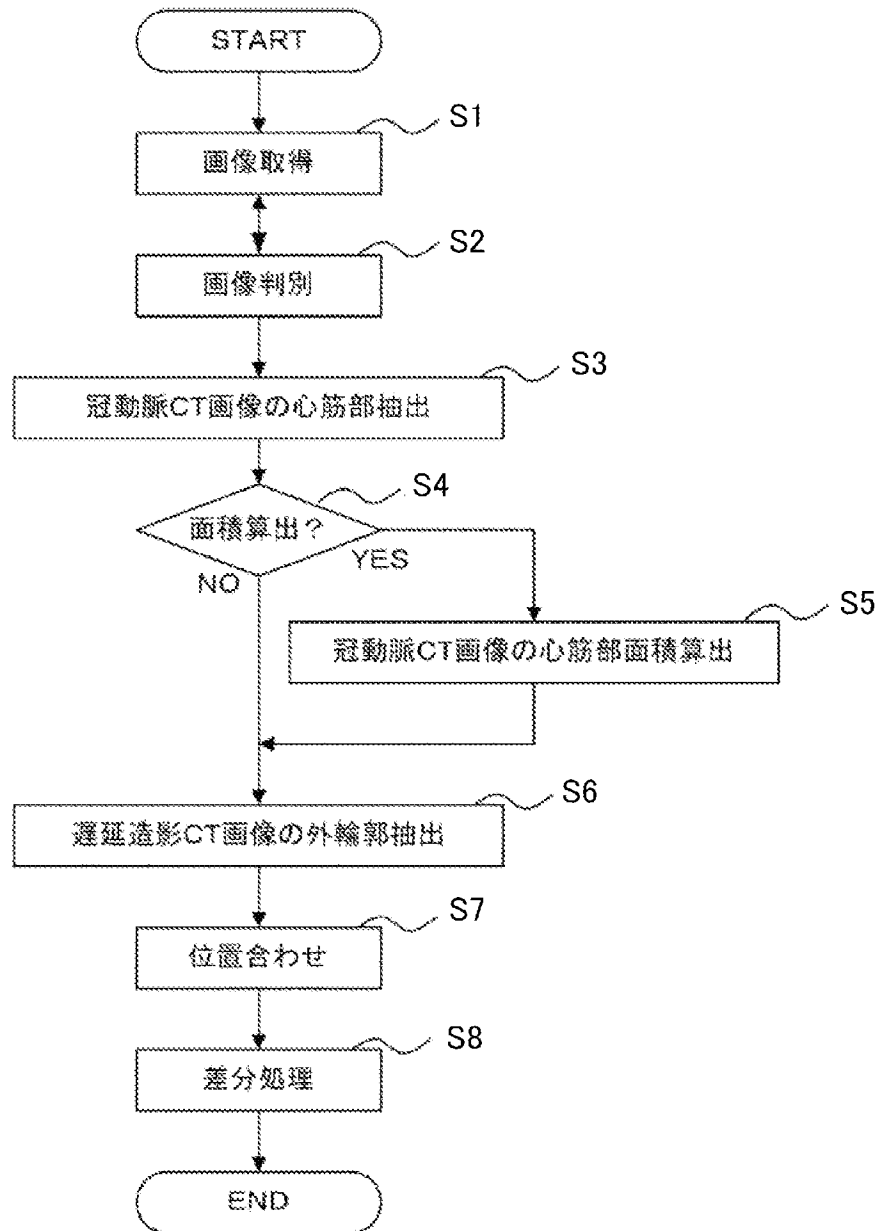 START
S1
画像取得
S2
画像判別
S3
冠動脈CT画像の心筋部抽出
S4
面積算出？
YES
NO
S5
冠動脈CT画像の心筋部面積算出
S6
遅延造影CT画像の外輪郭抽出
S7
位置合わせ
S8
差分処理
END